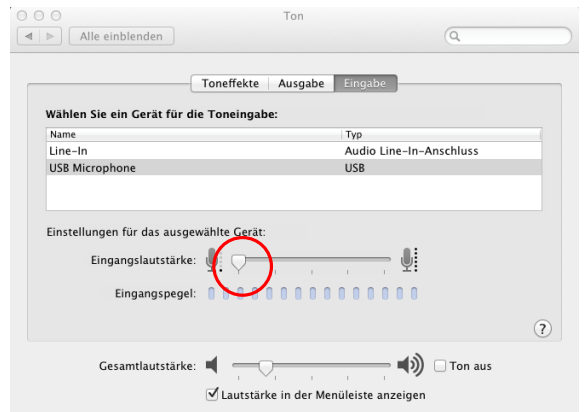 Ton
Alle einblenden
Toneffekte Ausgabe Eingabe
Wählen Sie ein Gerät für die Toneingabe:
Name Typ
Line-In Audio Line-In-Anschluss
USB Microphone USB
Einstellungen für das ausgewählte Gerät:
Eingangslautstärke:
Eingangspegel:
?
Gesamtlautstärke: Ton aus
Lautstärke in der Menüleiste anzeigen